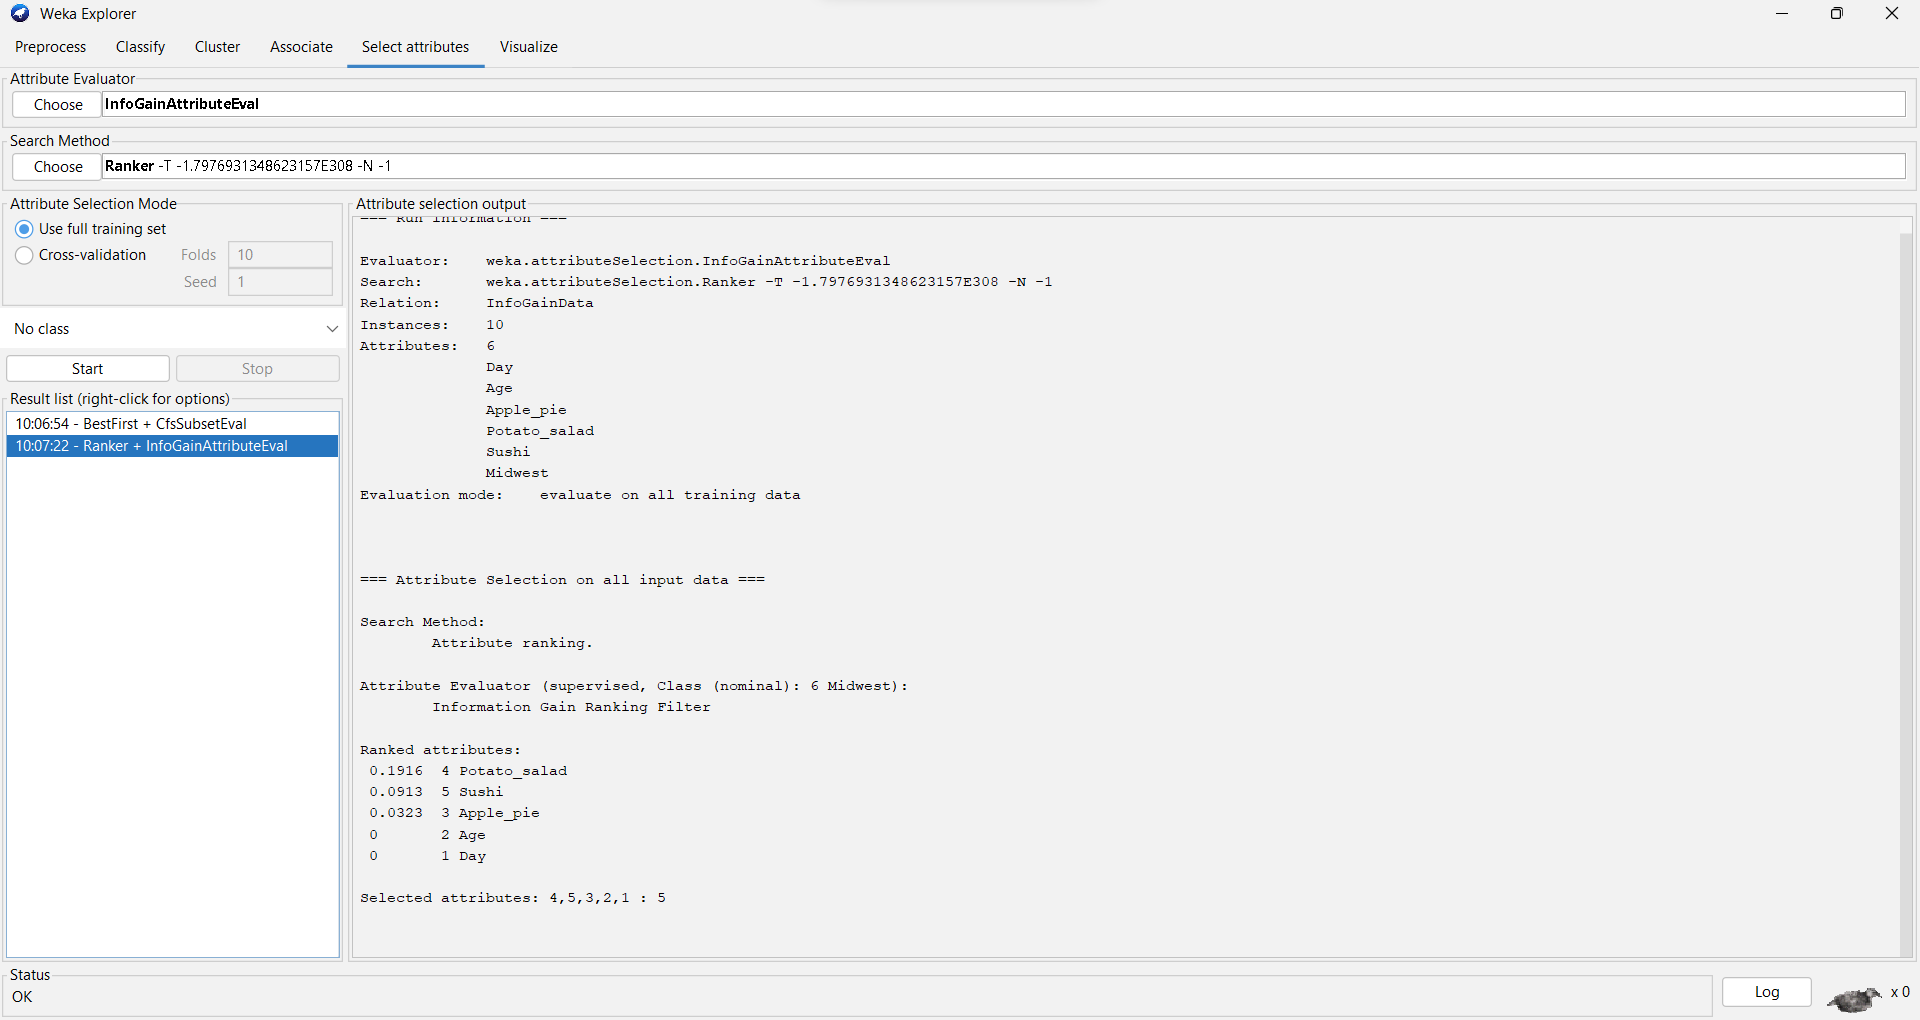 Weka Explorer
Preprocess Classify Cluster Associate Select attributes Visualize
Attribute Evaluator
Choose InfoGainAttributeEval
Search Method
Choose Ranker -T -1.7976931348623157E308 -N -1
Attribute Selection Mode
Use full training set
Cross-validation Folds 10
Seed 1
No class
Start Stop
Result list (right-click for options)
10:06:54 - BestFirst + CfsSubsetEval
10:07:22 - Ranker + InfoGainAttributeEval
Attribute selection output
=== Run information ===
Evaluator: weka.attributeSelection.InfoGainAttributeEval
Search: weka.attributeSelection.Ranker -T -1.7976931348623157E308 -N -1
Relation: InfoGainData
Instances: 10
Attributes: 6
Day
Age
Apple_pie
Potato_salad
Sushi
Midwest
Evaluation mode: evaluate on all training data
=== Attribute Selection on all input data ===
Search Method:
Attribute ranking.
Attribute Evaluator (supervised, Class (nominal): 6 Midwest):
Information Gain Ranking Filter
Ranked attributes:
0.1916 4 Potato_salad
0.0913 5 Sushi
0.0323 3 Apple_pie
0 2 Age
0 1 Day
Selected attributes: 4,5,3,2,1 : 5
Status
OK
Log x 0